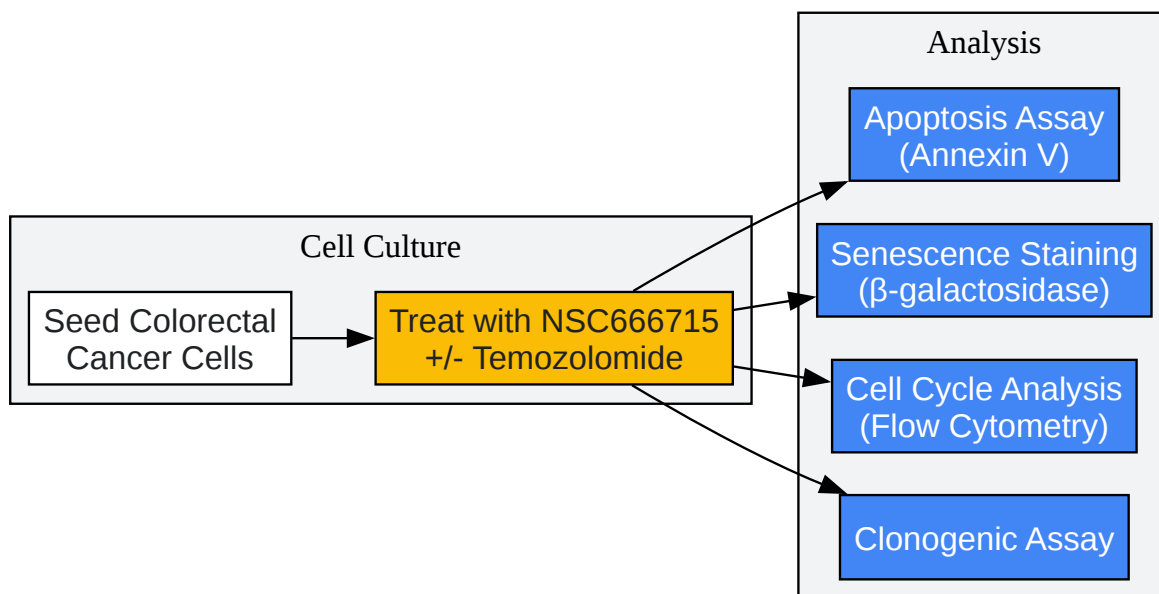 Cell Culture
Seed Colorectal
Cancer Cells
Treat with NSC666715
+/- Temozolomide
Analysis
Apoptosis Assay
(Annexin V)
Senescence Staining
(β-galactosidase)
Cell Cycle Analysis
(Flow Cytometry)
Clonogenic Assay